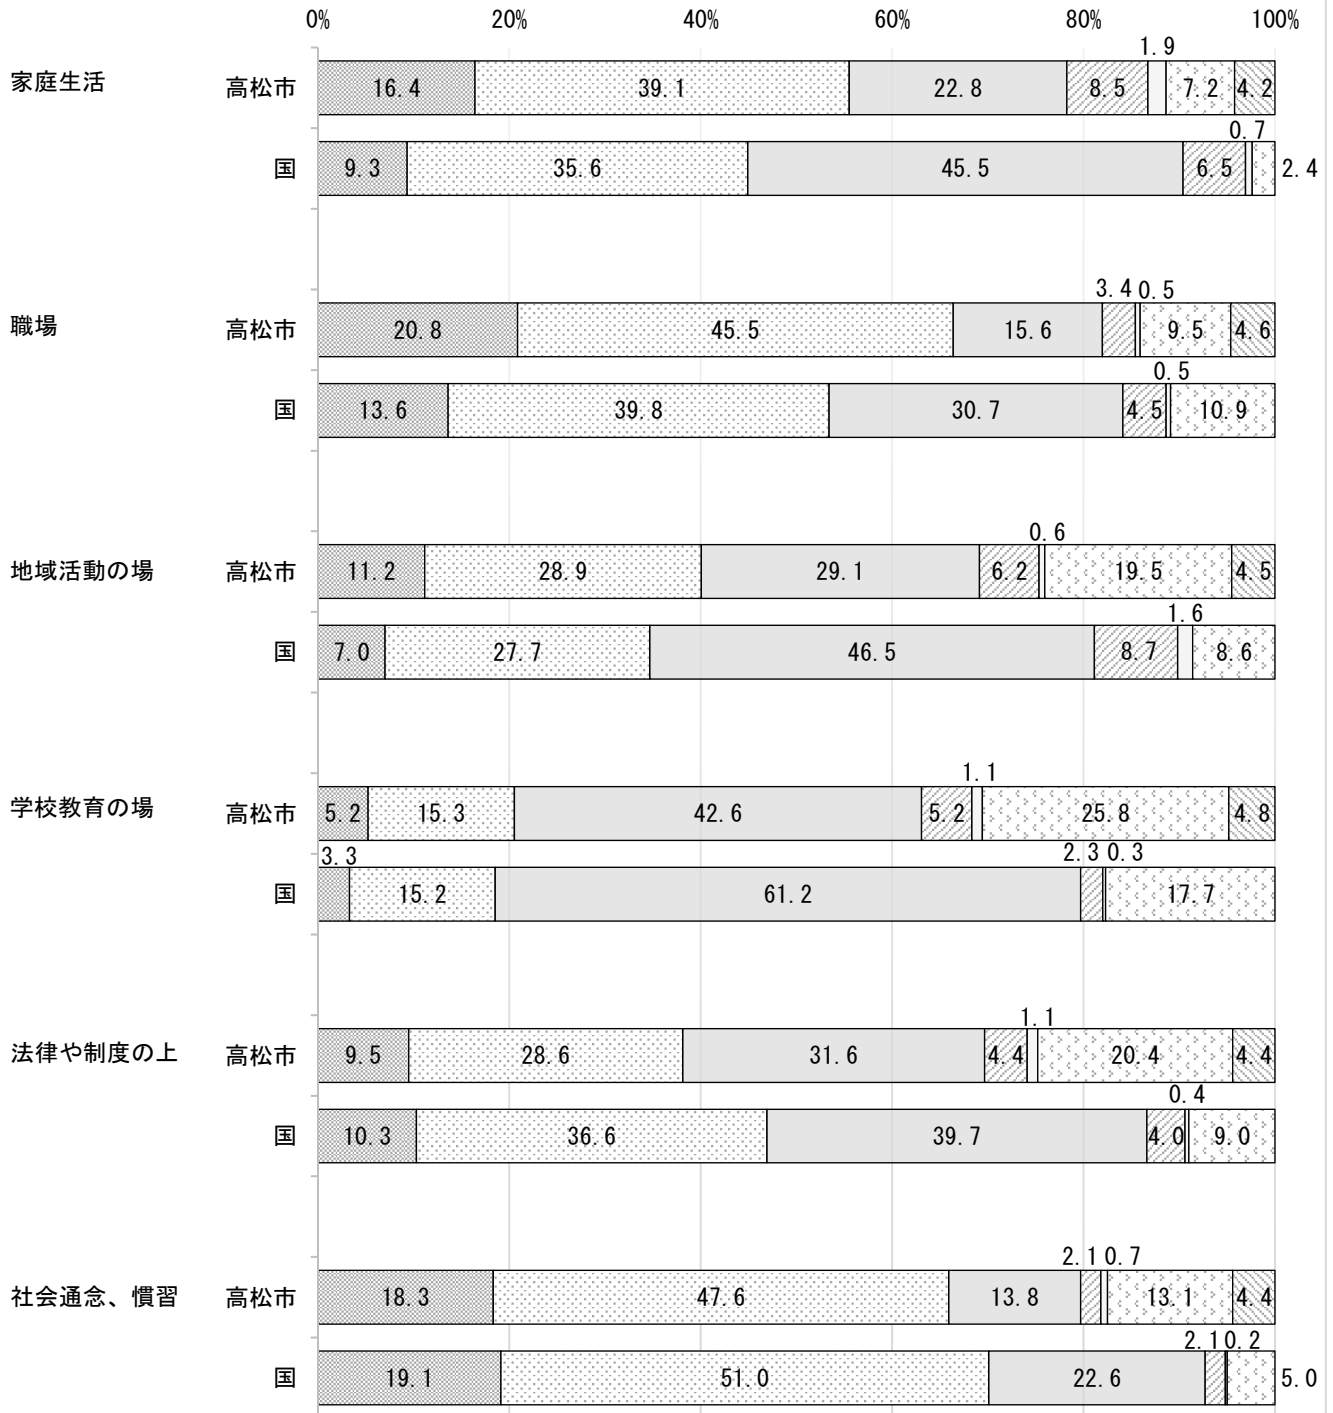 0% 20% 40% 60% 80% 100%
1.9
家庭生活 高松市 16.4 39.1 22.8 8.5 7.2 4.2
0.7
国 9.3 35.6 45.5 6.5 2.4
3.4 0.5
職場 高松市 20.8 45.5 15.6 9.5 4.6
0.5
国 13.6 39.8 30.7 4.5 10.9
0.6
地域活動の場 高松市 11.2 28.9 29.1 6.2 19.5 4.5
1.6
国 7.0 27.7 46.5 8.7 8.6
1.1
学校教育の場 高松市 5.2 15.3 42.6 5.2 25.8 4.8
3.3 2.3 0.3
国 15.2 61.2 17.7
1.1
法律や制度の上 高松市 9.5 28.6 31.6 4.4 20.4 4.4
0.4
国 10.3 36.6 39.7 4.0 9.0
2.1 0.7
社会通念、慣習 高松市 18.3 47.6 13.8 13.1 4.4
2.1 0.2
国 19.1 51.0 22.6 5.0